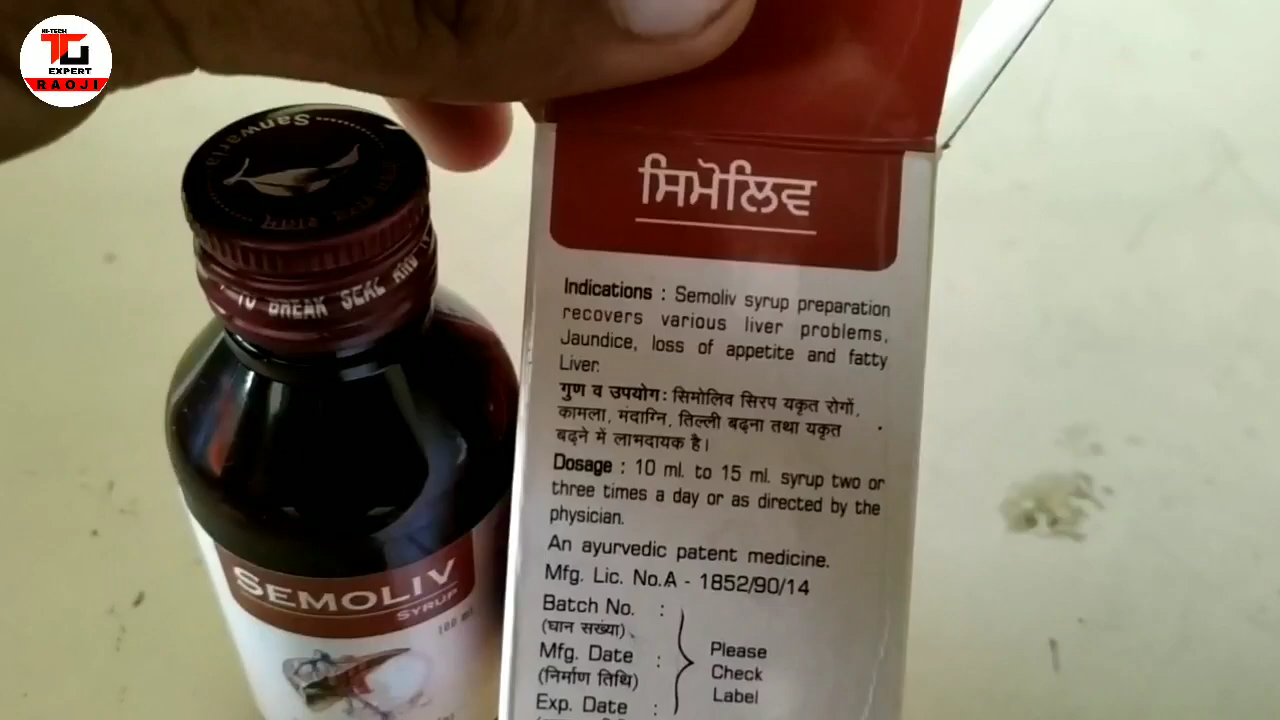 HI-TECH
TG
EXPERT
RAOJI
Sanwaria
TO BREAK SEAL AND
SEMOLIV
SYRUP
100 ml
ਸਿਮੋਲਿਵ
Indications : Semoliv syrup preparation
recovers various liver problems,
Jaundice, loss of appetite and fatty
Liver.
गुण व उपयोग: सिमोलिव सिरप यकृत रोगों,
कामला, मंदाग्नि, तिल्ली बढ़ना तथा यकृत
बढ़ने में लाभदायक है।
Dosage : 10 ml. to 15 ml. syrup two or
three times a day or as directed by the
physician.
An ayurvedic patent medicine.
Mfg. Lic. No.A - 1852/90/14
Batch No. :
(घान सख्या)
Mfg. Date :
(निर्माण तिथि)
Exp. Date :
Please
Check
Label